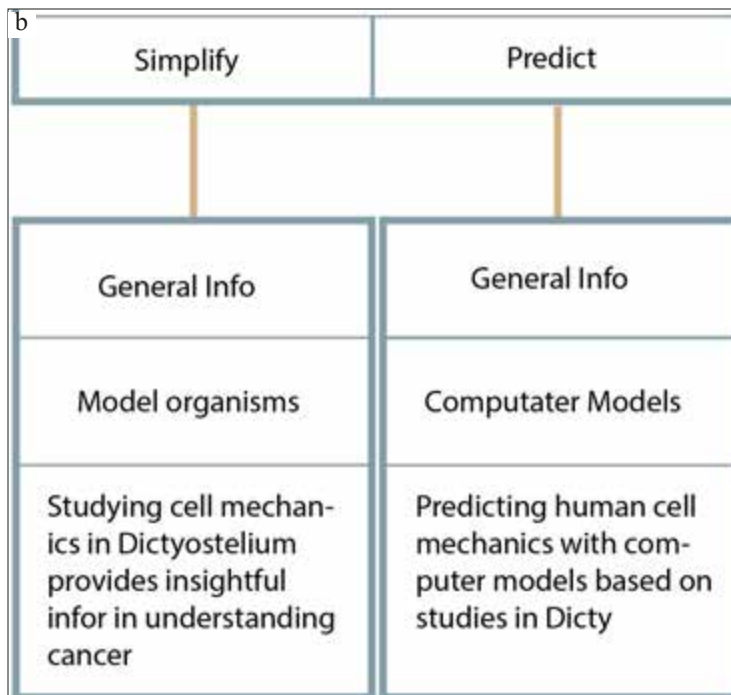 b
Simplify
Predict
General Info
General Info
Model organisms
Computater Models
Studying cell mechan-
ics in Dictyostelium
provides insightful
infor in understanding
cancer
Predicting human cell
mechanics with com-
puter models based on
studies in Dicty